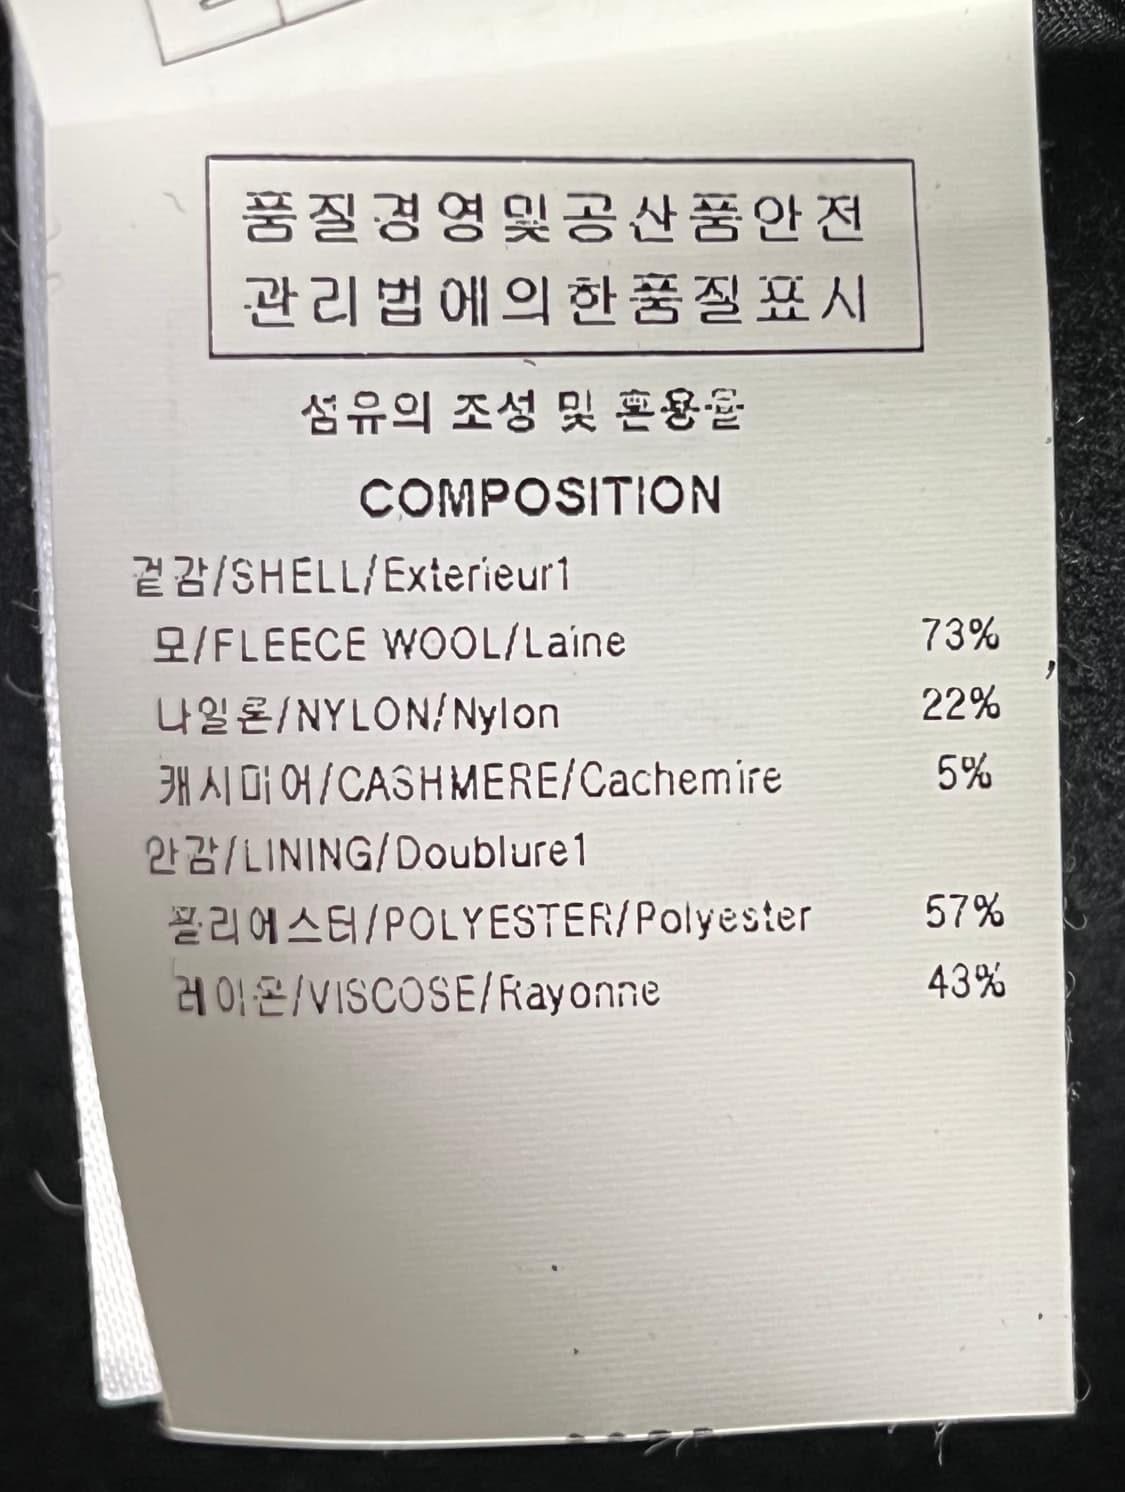 품질경영및공산품안전
관리법에의한품질표시
섬유의 조성 및 혼용율
COMPOSITION
겉감/SHELL/Exterieur1
모/FLEECE WOOL/Laine 73%
나일론/NYLON/Nylon 22%
캐시미어/CASHMERE/Cachemire 5%
안감/LINING/Doublure1
폴리에스터/POLYESTER/Polyester 57%
레이온/VISCOSE/Rayonne 43%